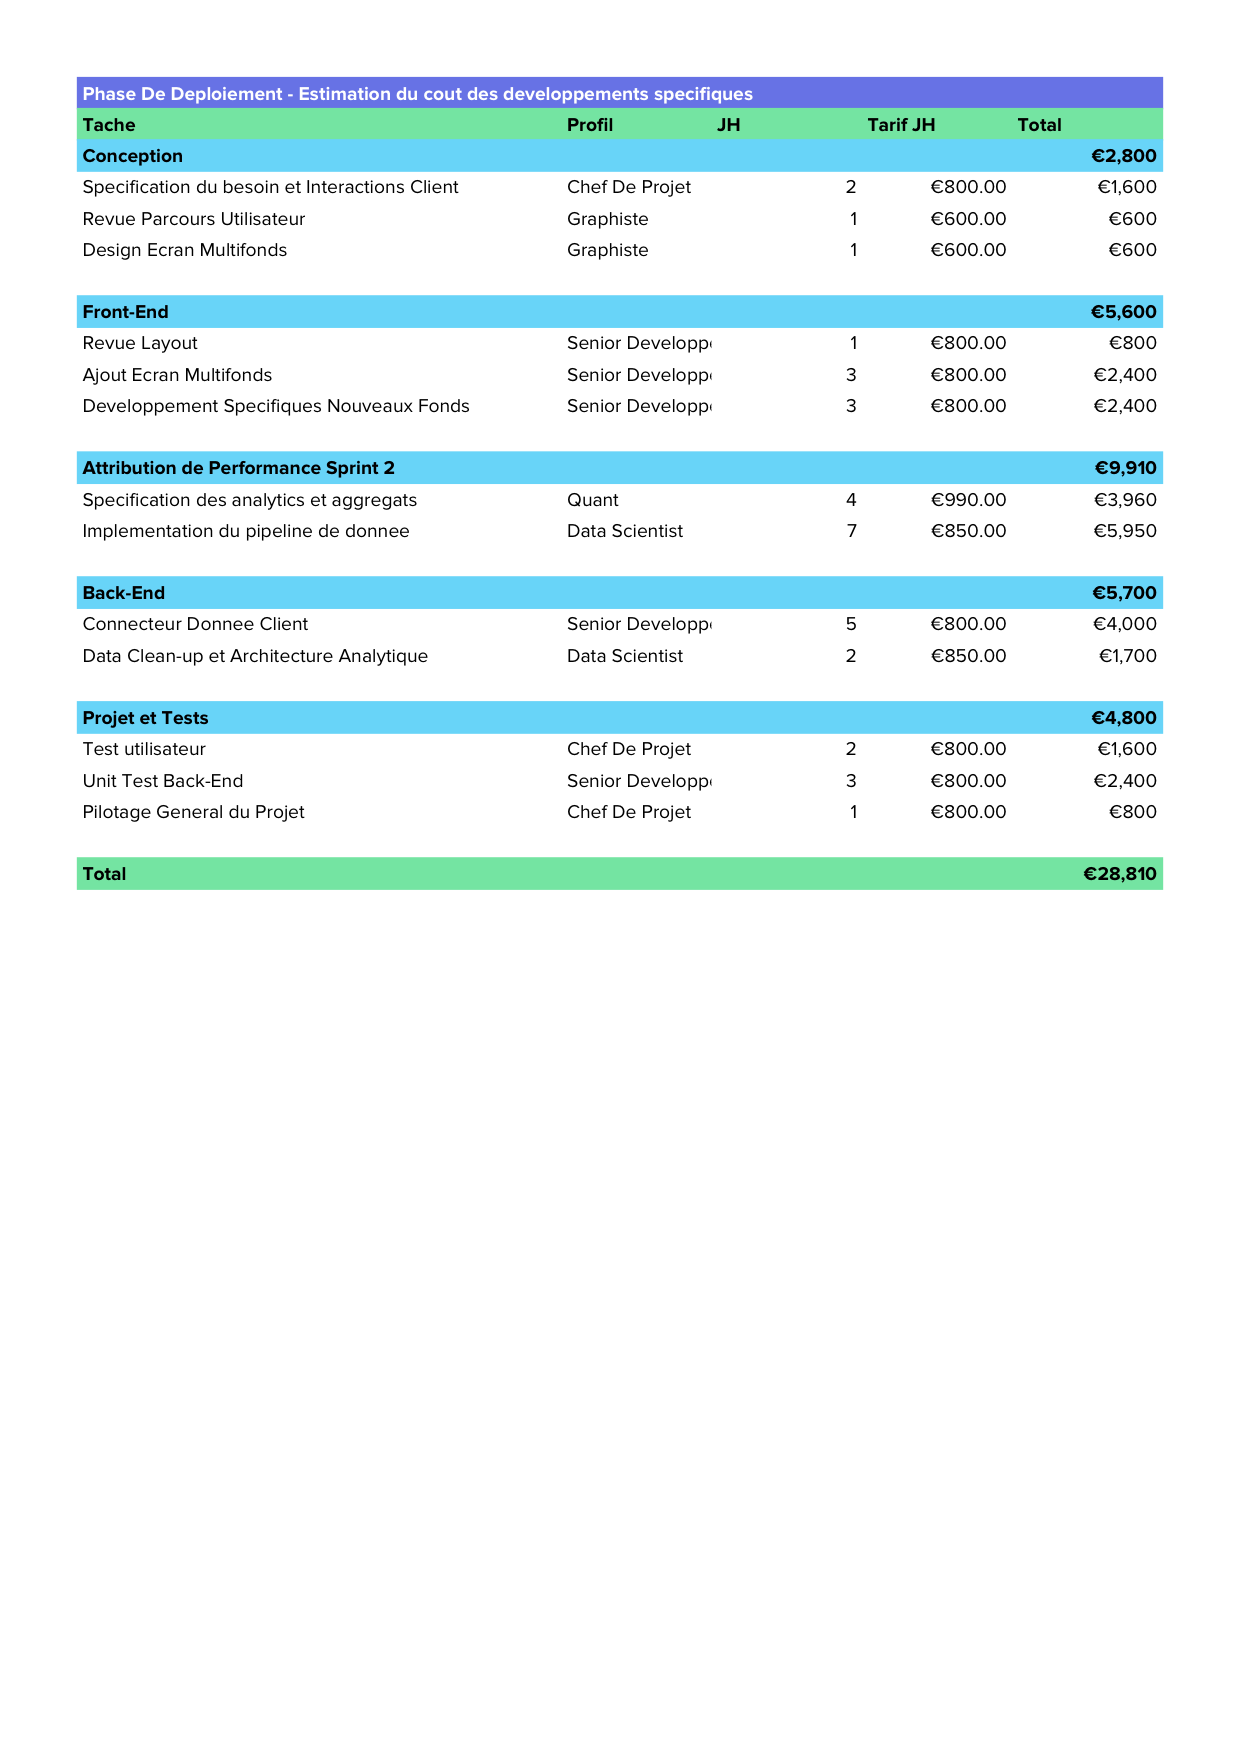 Phase De Deploiement - Estimation du cout des developpements specifiques
Tache Profil JH Tarif JH Total
Conception €2,800
Specification du besoin et Interactions Client Chef De Projet 2 €800.00 €1,600
Revue Parcours Utilisateur Graphiste 1 €600.00 €600
Design Ecran Multifonds Graphiste 1 €600.00 €600
Front-End €5,600
Revue Layout Senior Developp 1 €800.00 €800
Ajout Ecran Multifonds Senior Developp 3 €800.00 €2,400
Developpement Specifiques Nouveaux Fonds Senior Developp 3 €800.00 €2,400
Attribution de Performance Sprint 2 €9,910
Specification des analytics et aggregats Quant 4 €990.00 €3,960
Implementation du pipeline de donnee Data Scientist 7 €850.00 €5,950
Back-End €5,700
Connecteur Donnee Client Senior Developp 5 €800.00 €4,000
Data Clean-up et Architecture Analytique Data Scientist 2 €850.00 €1,700
Projet et Tests €4,800
Test utilisateur Chef De Projet 2 €800.00 €1,600
Unit Test Back-End Senior Developp 3 €800.00 €2,400
Pilotage General du Projet Chef De Projet 1 €800.00 €800
Total €28,810